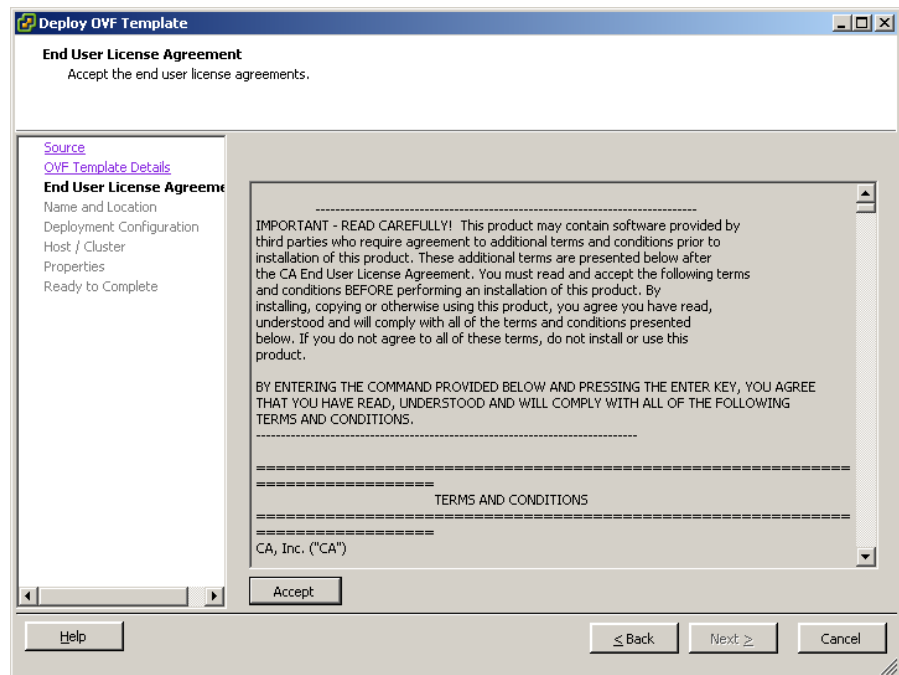 Deploy OVF Template
End User License Agreement
Accept the end user license agreements.
Source
OVF Template Details
End User License Agreeme
Name and Location
Deployment Configuration
Host / Cluster
Properties
Ready to Complete
--------------------------------------------------------------------------------
IMPORTANT - READ CAREFULLY!  This product may contain software provided by
third parties who require agreement to additional terms and conditions prior to
installation of this product. These additional terms are presented below after
the CA End User License Agreement. You must read and accept the following terms
and conditions BEFORE performing an installation of this product. By
installing, copying or otherwise using this product, you agree you have read,
understood and will comply with all of the terms and conditions presented
below. If you do not agree to all of these terms, do not install or use this
product.
BY ENTERING THE COMMAND PROVIDED BELOW AND PRESSING THE ENTER KEY, YOU AGREE
THAT YOU HAVE READ, UNDERSTOOD AND WILL COMPLY WITH ALL OF THE FOLLOWING
TERMS AND CONDITIONS.
--------------------------------------------------------------------------------
============================================================
==================
TERMS AND CONDITIONS
============================================================
==================
CA, Inc. ("CA")
Accept
Help
≤ Back
Next ≥
Cancel